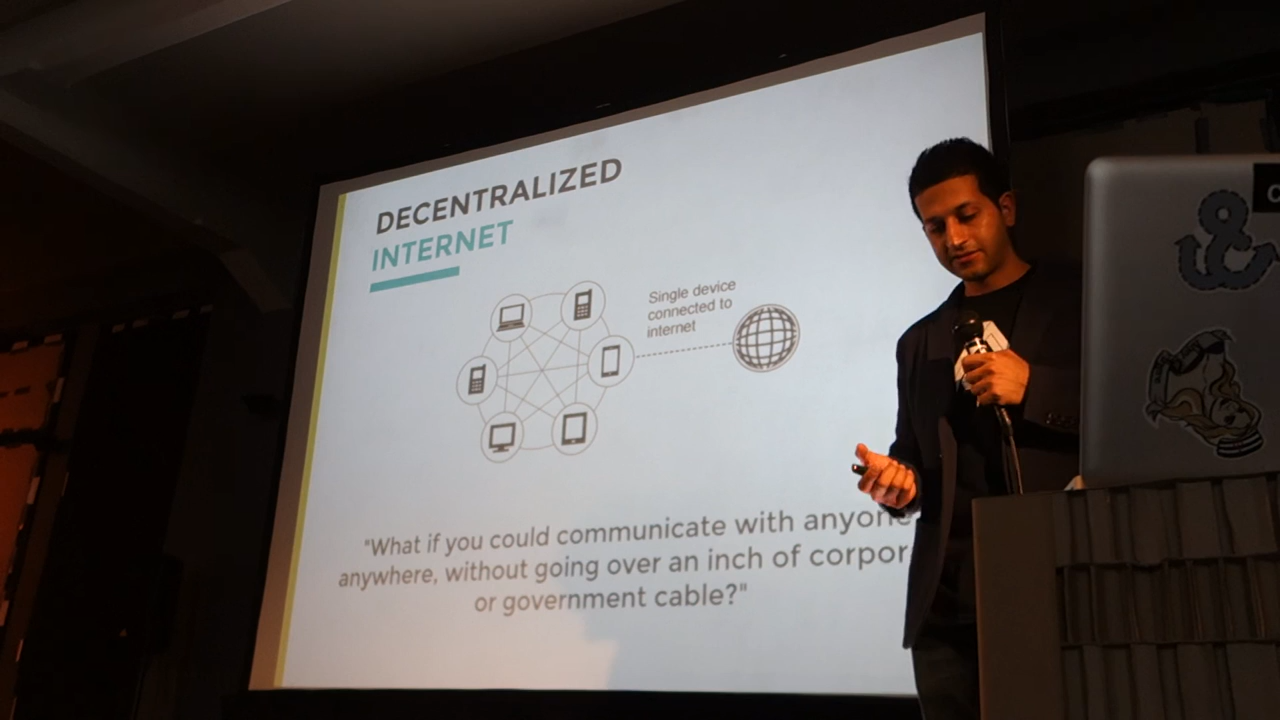 DECENTRALIZED
INTERNET
Single device
connected to
internet
"What if you could communicate with anyone
anywhere, without going over an inch of corpor
or government cable?"